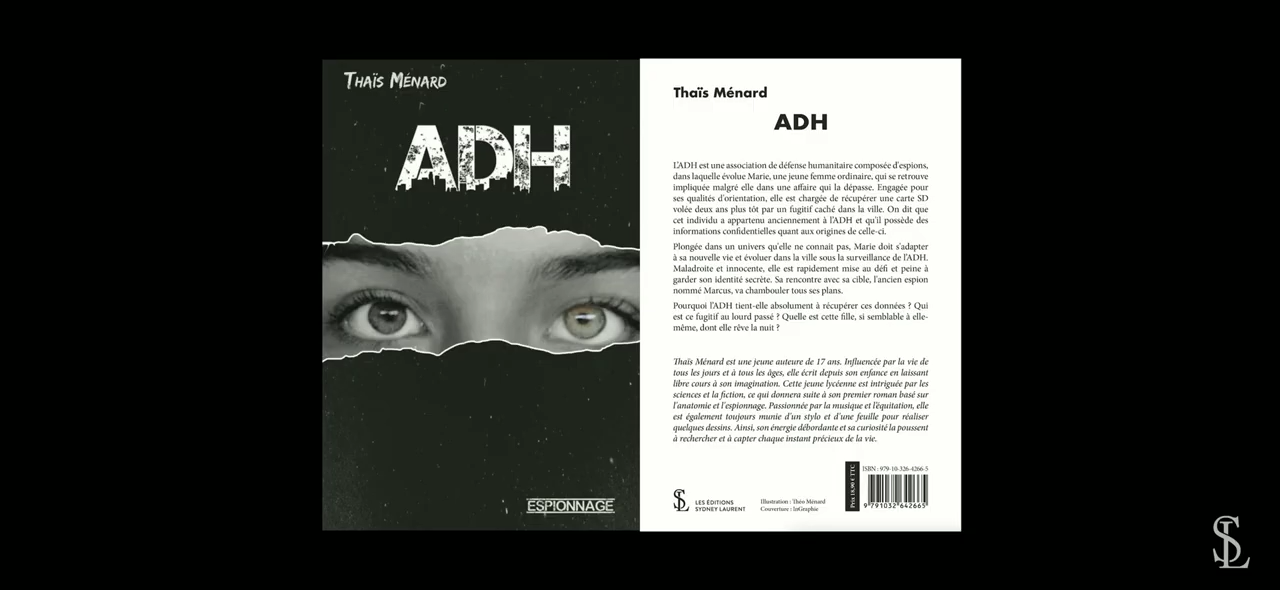 THAÏS MÉNARD
ADH
ESPIONNAGE
Thaïs Ménard
ADH
L'ADH est une association de défense humanitaire composée d'espions,
dans laquelle évolue Marie, une jeune femme ordinaire, qui se retrouve
impliquée malgré elle dans une affaire qui la dépasse. Engagée pour
ses qualités d'orientation, elle est chargée de récupérer une carte SD
volée deux ans plus tôt par un fugitif caché dans la ville. On dit que
cet individu a appartenu anciennement à l'ADH et qu'il possède des
informations confidentielles quant aux origines de celle-ci.
Plongée dans un univers qu'elle ne connait pas, Marie doit s'adapter
à sa nouvelle vie et évoluer dans la ville sous la surveillance de l'ADH.
Maladroite et innocente, elle est rapidement mise au défi et peine à
garder son identité secrète. Sa rencontre avec sa cible, l'ancien espion
nommé Marcus, va chambouler tous ses plans.
Pourquoi l'ADH tient-elle absolument à récupérer ces données ? Qui
est ce fugitif au lourd passé ? Quelle est cette fille, si semblable à elle-
même, dont elle rêve la nuit ?
Thaïs Ménard est une jeune auteure de 17 ans. Influencée par la vie de
tous les jours et à tous les âges, elle écrit depuis son enfance en laissant
libre cours à son imagination. Cette jeune lycéenne est intriguée par les
sciences et la fiction, ce qui donnera suite à son premier roman basé sur
l'anatomie et l'espionnage. Passionnée par la musique et l'équitation, elle
est également toujours munie d'un stylo et d'une feuille pour réaliser
quelques dessins. Ainsi, son énergie débordante et sa curiosité la poussent
à rechercher et à capter chaque instant précieux de la vie.
SL
LES ÉDITIONS
SYDNEY LAURENT
Illustration : Théo Ménard
Couverture : InGraphie
Prix 18,90 € TTC
ISBN : 979-10-326-4266-5
9 791032 642665
SL